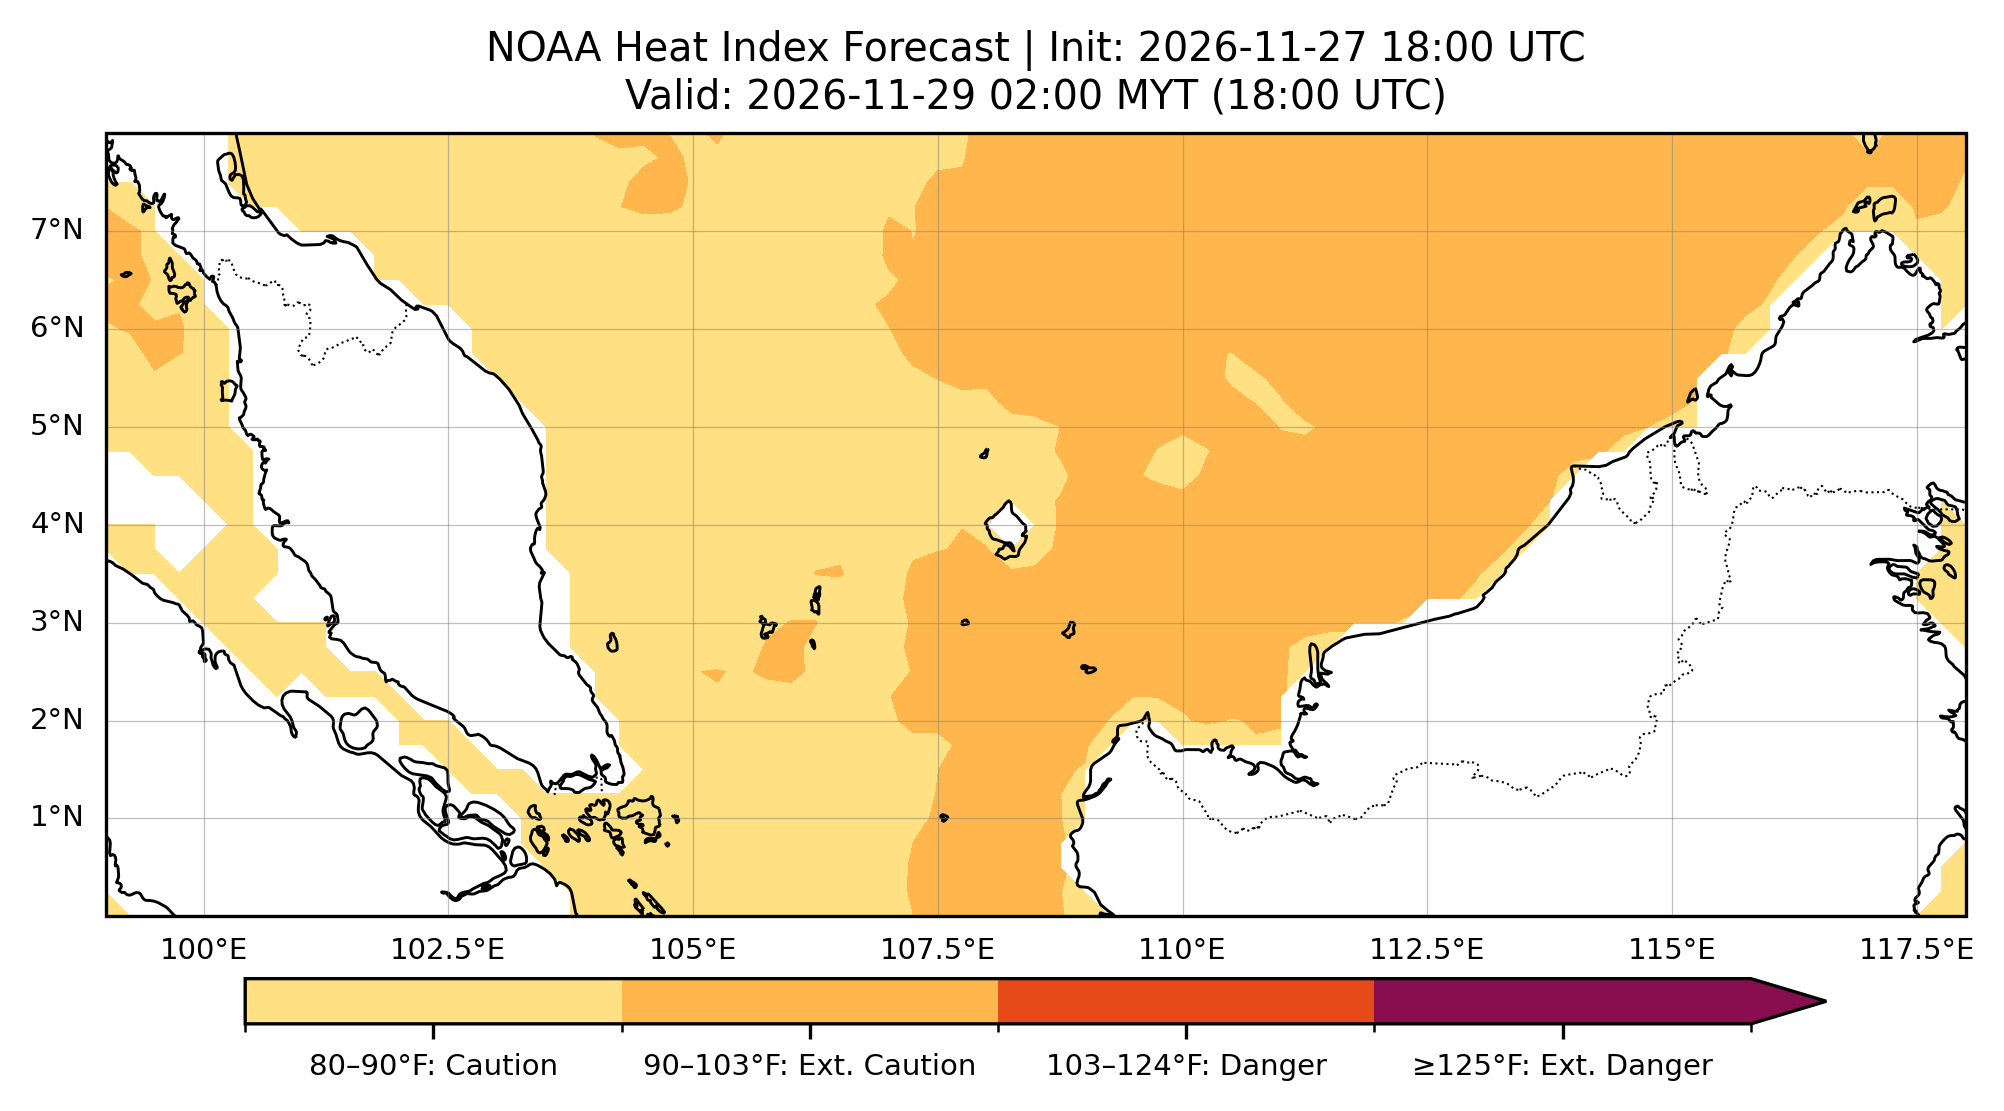 NOAA Heat Index Forecast | Init: 2026-11-27 18:00 UTC
Valid: 2026-11-29 02:00 MYT (18:00 UTC)
7°N
6°N
5°N
4°N
3°N
2°N
1°N
100°E 102.5°E 105°E 107.5°E 110°E 112.5°E 115°E 117.5°E
80–90°F: Caution 90–103°F: Ext. Caution 103–124°F: Danger ≥125°F: Ext. Danger